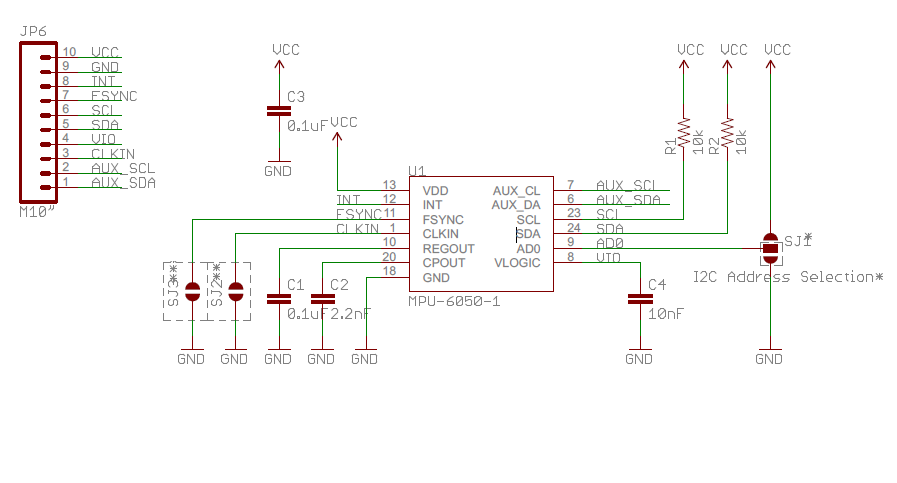 JP6
10 VCC
9 GND
8 INT
7 FSYNC
6 SCL
5 SDA
4 VIO
3 CLKIN
2 AUX_SCL
1 AUX_SDA
M10"
VCC
C3
0.1uF
GND
VCC
VCC
VCC
VCC
R1
10k
R2
10k
U1
13 VDD
INT 12 INT
FSYNC 11 FSYNC
CLKIN 1 CLKIN
10 REGOUT
20 CPOUT
18 GND
AUX_CL 7 AUX_SCL
AUX_DA 6 AUX_SDA
SCL 23 SCL
SDA 24 SDA
AD0 9 AD0
VLOGIC 8 VIO
MPU-6050-1
SJ1*
I2C Address Selection*
SJ3**
SJ2**
C1
0.1uF
C2
2.2nF
C4
10nF
GND
GND
GND
GND
GND
GND
GND